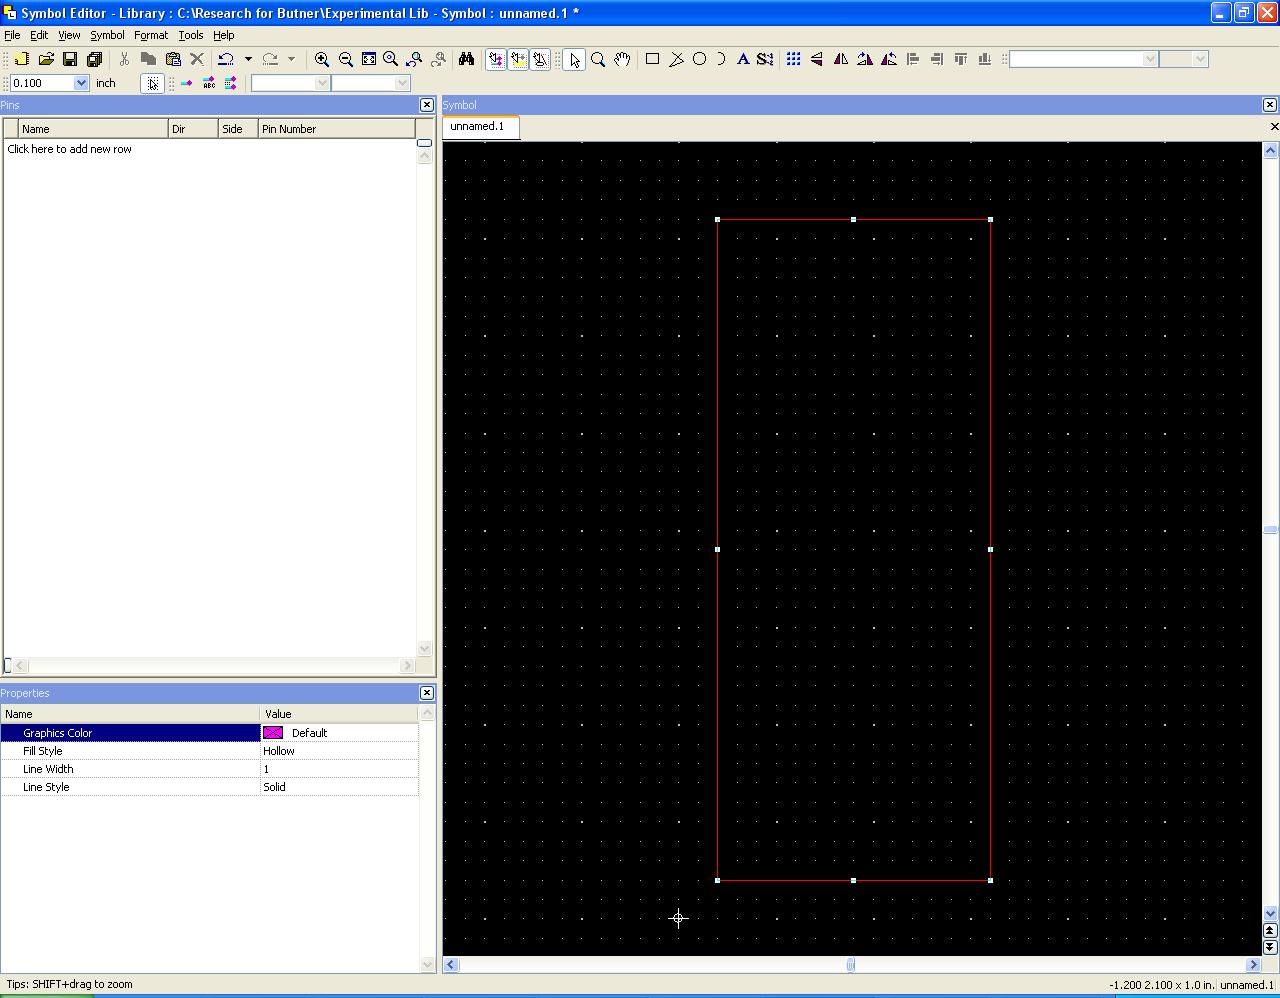 Symbol Editor - Library : C:\Research for Butner\Experimental Lib - Symbol : unnamed.1 *
File Edit View Symbol Format Tools Help
0.100 inch
Pins
Symbol
Name Dir Side Pin Number
unnamed.1
Click here to add new row
Properties
Name Value
Graphics Color Default
Fill Style Hollow
Line Width 1
Line Style Solid
Tips: SHIFT+drag to zoom
-1.200 2.100 x 1.0 in. unnamed.1